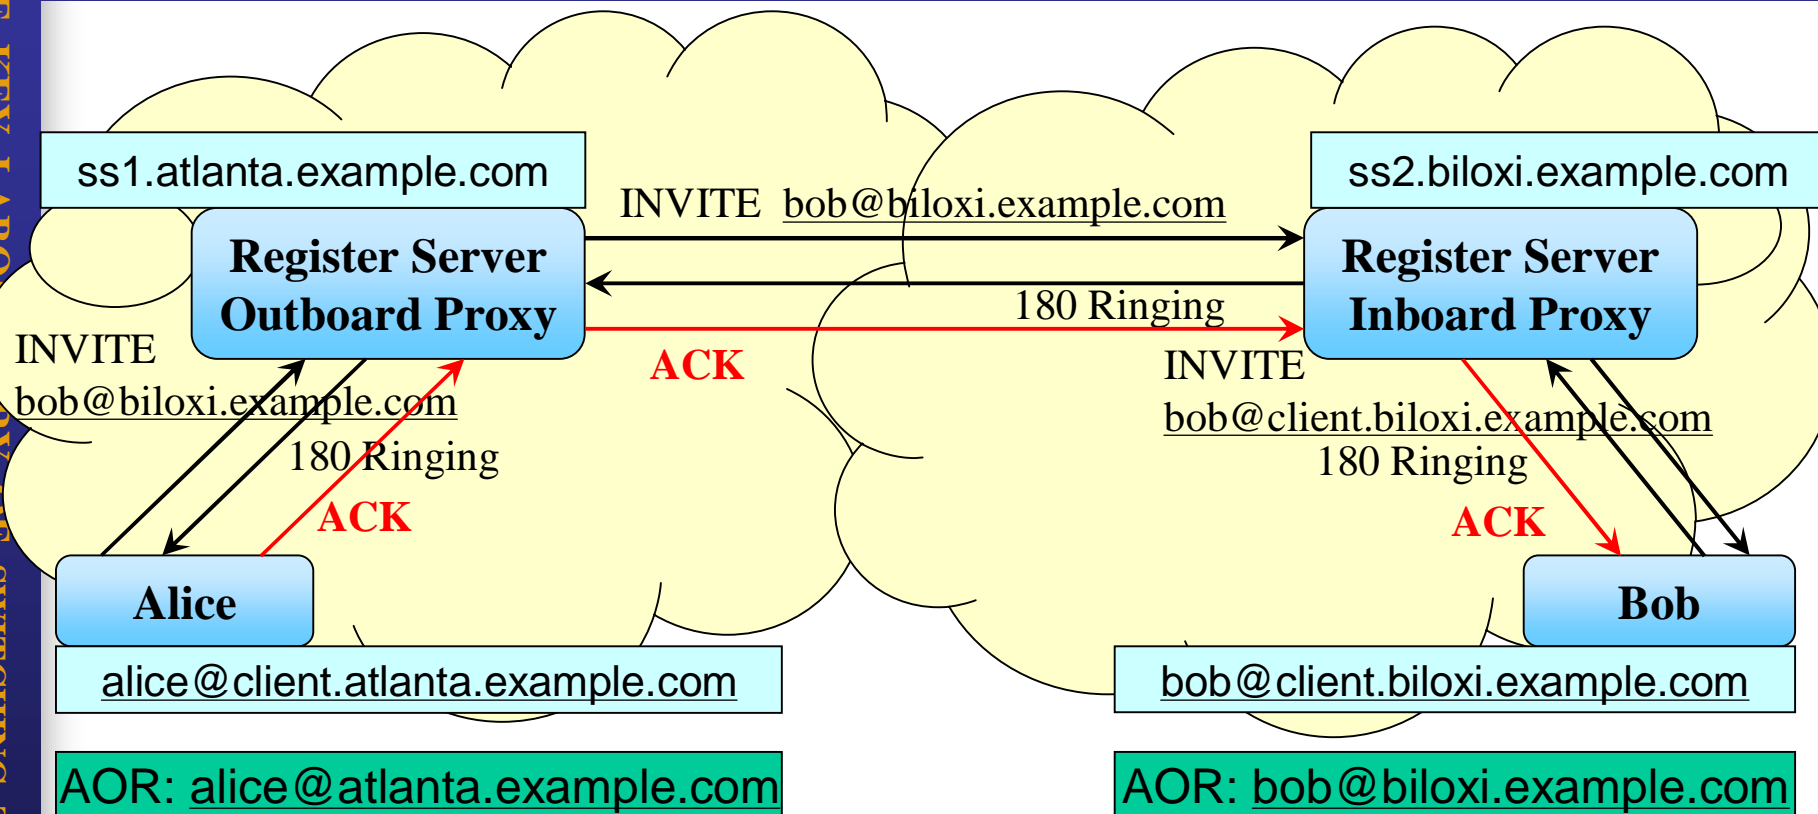 ss1.atlanta.example.com
ss2.biloxi.example.com
INVITE bob@biloxi.example.com
Register Server
Outboard Proxy
Register Server
Inboard Proxy
180 Ringing
INVITE
bob@biloxi.example.com
ACK
INVITE
bob@client.biloxi.example.com
180 Ringing
180 Ringing
ACK
ACK
Alice
Bob
alice@client.atlanta.example.com
bob@client.biloxi.example.com
AOR: alice@atlanta.example.com
AOR: bob@biloxi.example.com